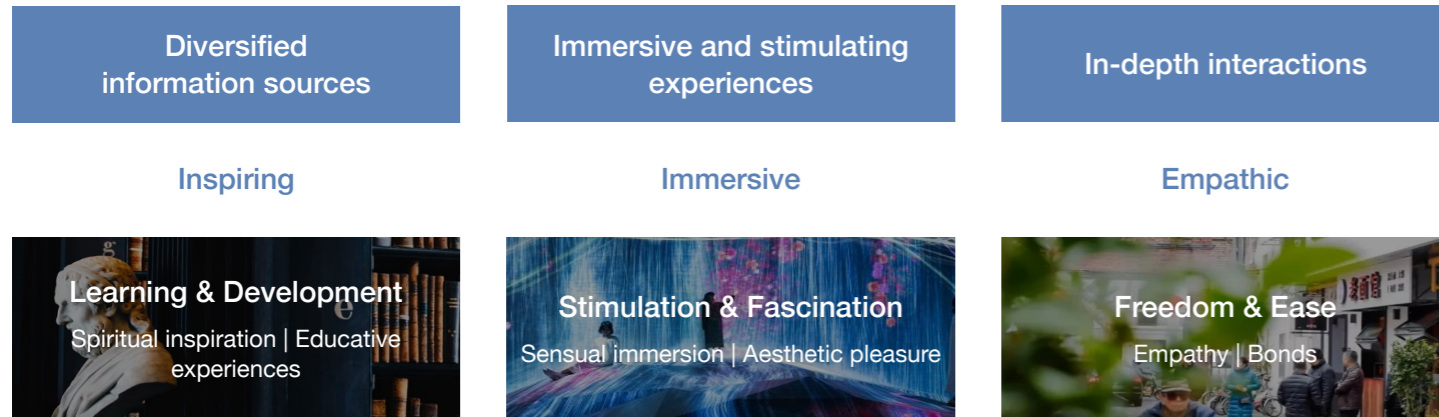 Diversified
information sources
Immersive and stimulating
experiences
In-depth interactions
Inspiring
Immersive
Empathic
Learning & Development
Spiritual inspiration | Educative
experiences
Stimulation & Fascination
Sensual immersion | Aesthetic pleasure
Freedom & Ease
Empathy | Bonds
g
e